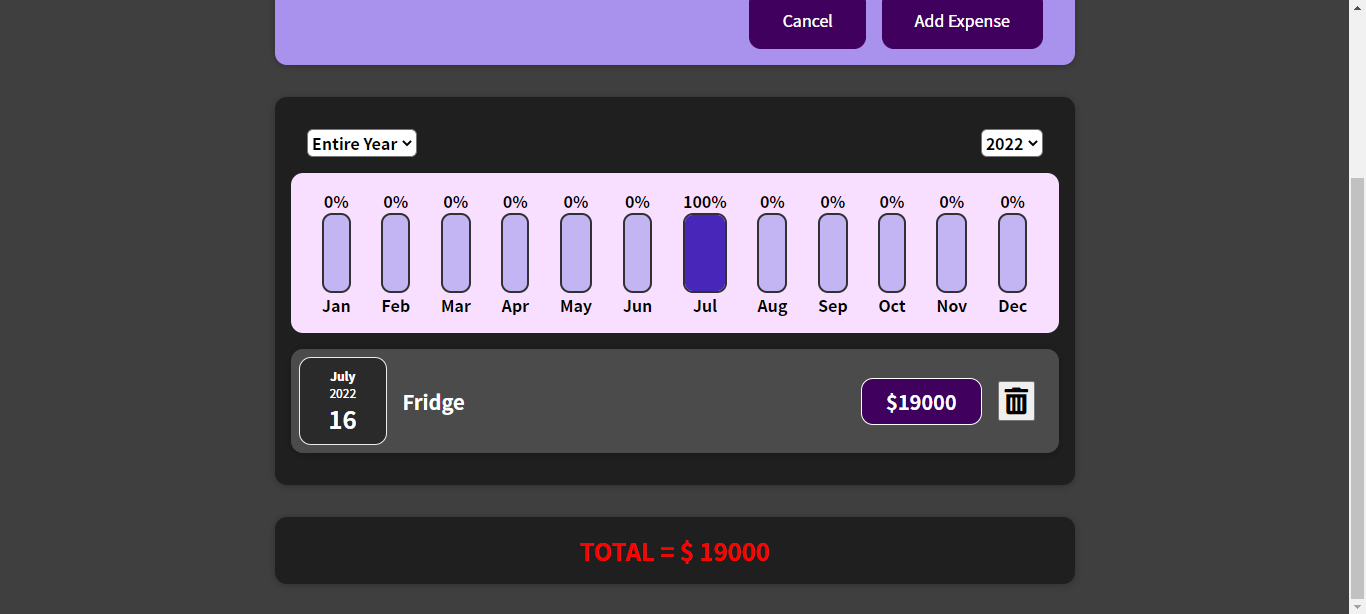 Cancel Add Expense
Entire Year 2022
0% 0% 0% 0% 0% 0% 100% 0% 0% 0% 0% 0%
Jan Feb Mar Apr May Jun Jul Aug Sep Oct Nov Dec
July
2022
16
Fridge
$19000
TOTAL = $ 19000